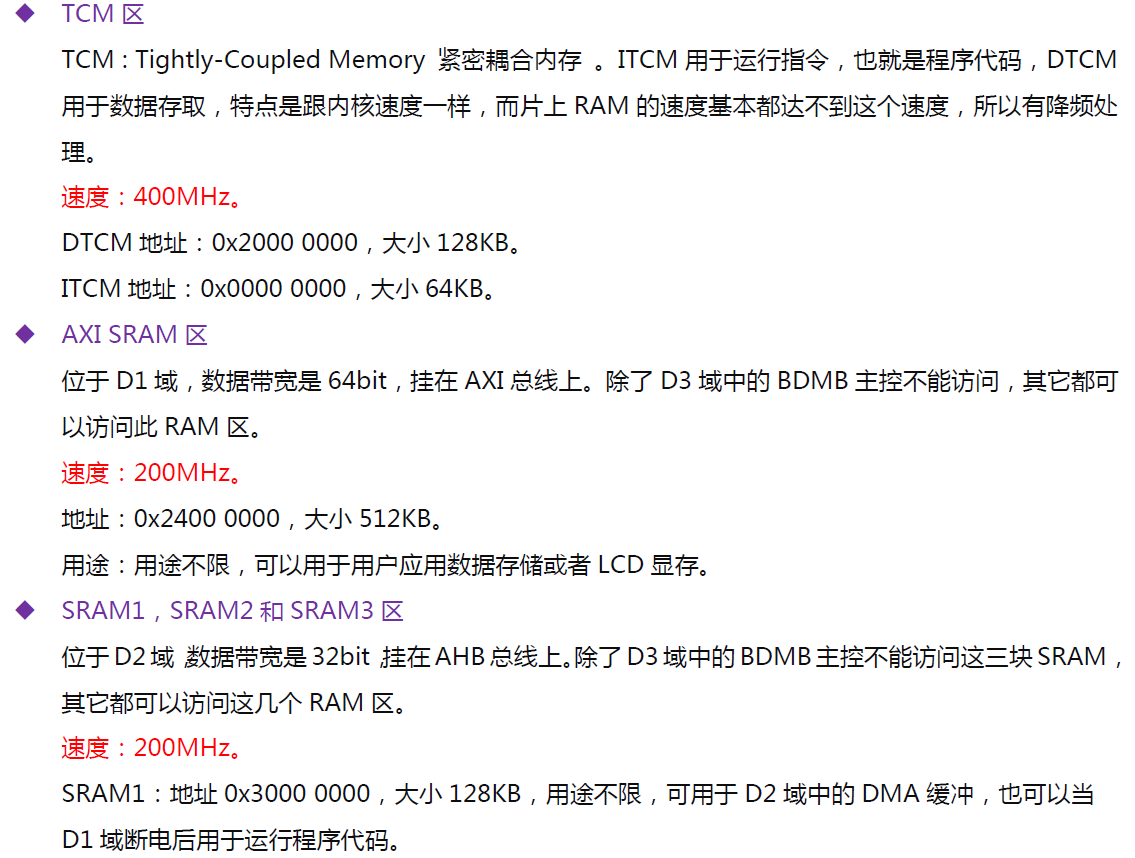 ◆ TCM 区
TCM : Tightly-Coupled Memory 紧密耦合内存 。ITCM 用于运行指令，也就是程序代码，DTCM
用于数据存取，特点是跟内核速度一样，而片上 RAM 的速度基本都达不到这个速度，所以有降频处
理。
速度：400MHz。
DTCM 地址：0x2000 0000，大小 128KB。
ITCM 地址：0x0000 0000，大小 64KB。
◆ AXI SRAM 区
位于 D1 域，数据带宽是 64bit，挂在 AXI 总线上。除了 D3 域中的 BDMB 主控不能访问，其它都可
以访问此 RAM 区。
速度：200MHz。
地址：0x2400 0000，大小 512KB。
用途：用途不限，可以用于用户应用数据存储或者 LCD 显存。
◆ SRAM1，SRAM2 和 SRAM3 区
位于 D2 域，数据带宽是 32bit，挂在 AHB 总线上。除了 D3 域中的 BDMB 主控不能访问这三块 SRAM，
其它都可以访问这几个 RAM 区。
速度：200MHz。
SRAM1：地址 0x3000 0000，大小 128KB，用途不限，可用于 D2 域中的 DMA 缓冲，也可以当
D1 域断电后用于运行程序代码。